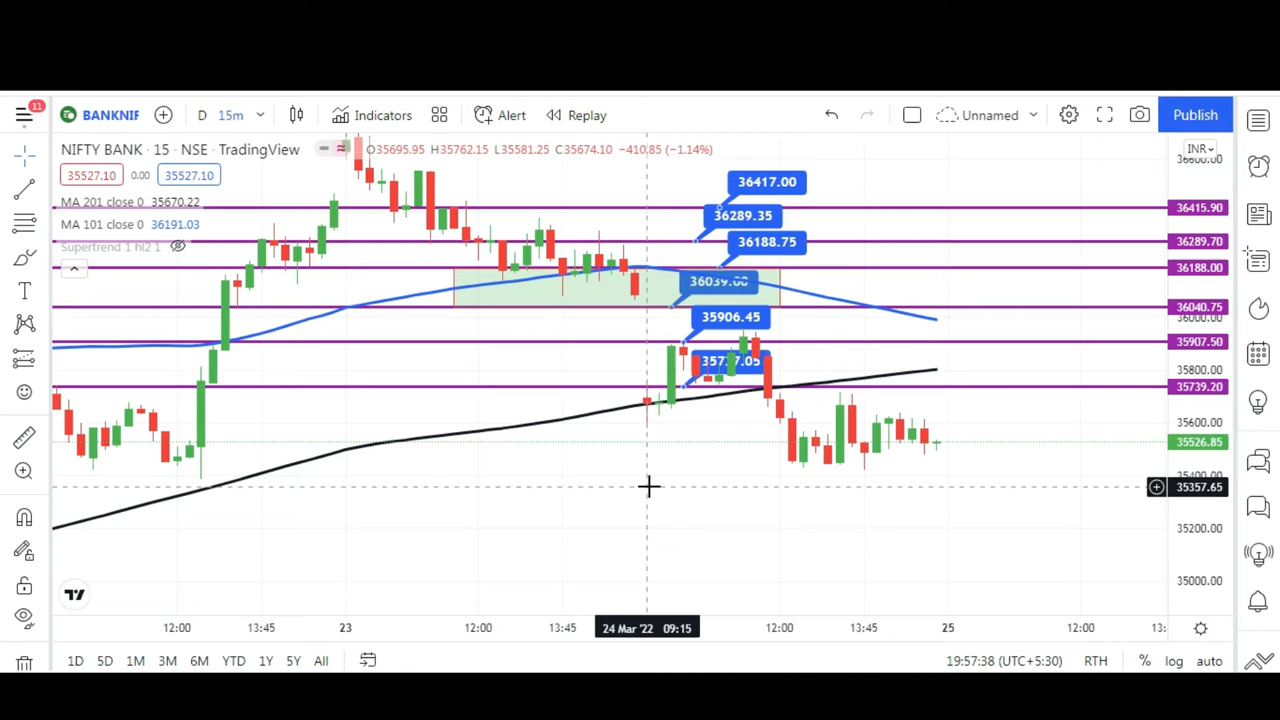 11
BANKNIF
D
15m
Indicators
Alert
Replay
Unnamed
Publish
NIFTY BANK · 15 · NSE · TradingView
O35695.95 H35762.15 L35581.25 C35674.10 −410.85 (−1.14%)
INR
35527.10
0.00
35527.10
MA 201 close 0 35670.22
MA 101 close 0 36191.03
Supertrend 1 hl2 1
36417.00
36289.35
36188.75
36039.00
35906.45
36600.00
36415.90
36289.70
36188.00
36040.75
36000.00
35907.50
35800.00
35739.20
35600.00
35526.85
35400.00
35357.65
35200.00
35000.00
12:00
13:45
23
12:00
13:45
24 Mar '22 09:15
12:00
13:45
25
12:00
13:
1D
5D
1M
3M
6M
YTD
1Y
5Y
All
19:57:38 (UTC+5:30)
RTH
%
log
auto